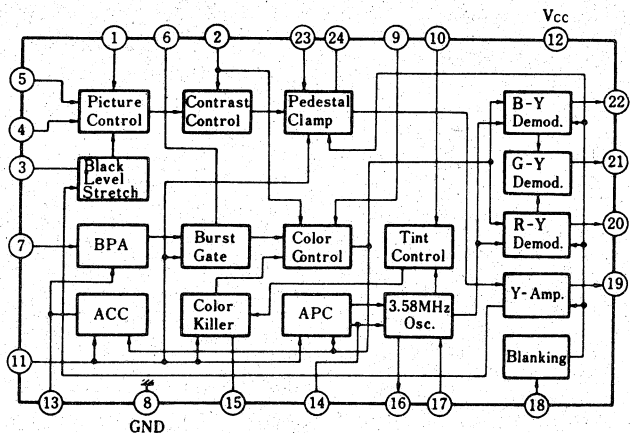 VCC
1
6
2
23
24
9
10
12
5
4
3
7
11
Picture
Control
Contrast
Control
Pedestal
Clamp
B-Y
Demod.
22
Black
Level
Stretch
G-Y
Demod.
21
BPA
Burst
Gate
Color
Control
Tint
Control
R-Y
Demod.
20
ACC
Color
Killer
APC
3.58MHz
Osc.
Y-Amp.
19
Blanking
13
8
15
14
16
17
18
GND